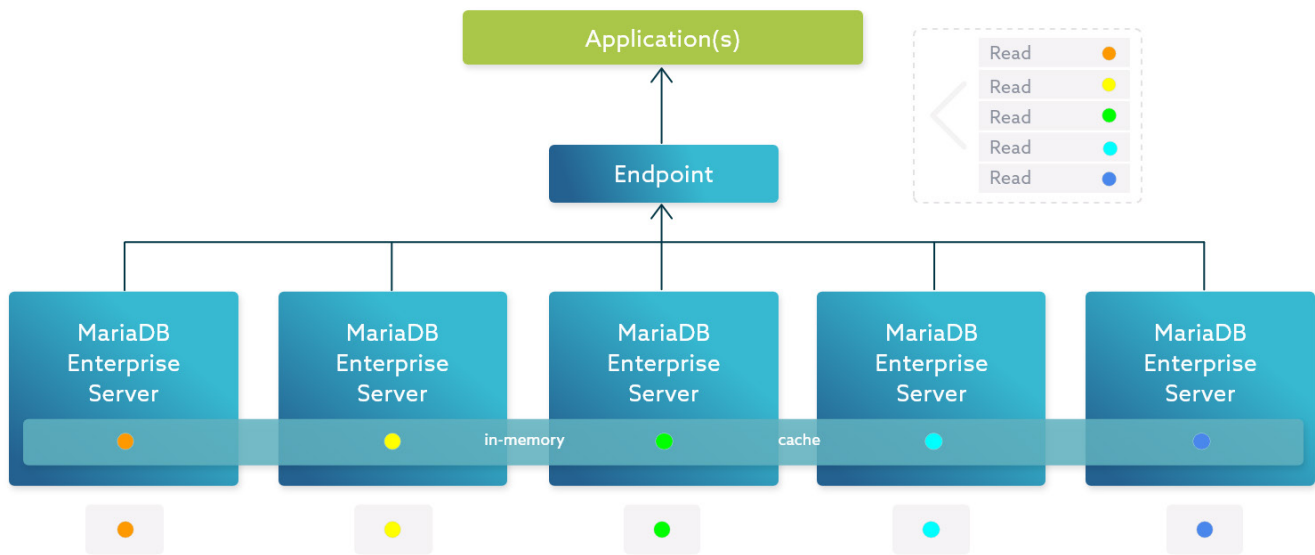 Application(s)
Read
Read
Read
Read
Read
Endpoint
MariaDB
Enterprise
Server
MariaDB
Enterprise
Server
MariaDB
Enterprise
Server
MariaDB
Enterprise
Server
MariaDB
Enterprise
Server
in-memory cache